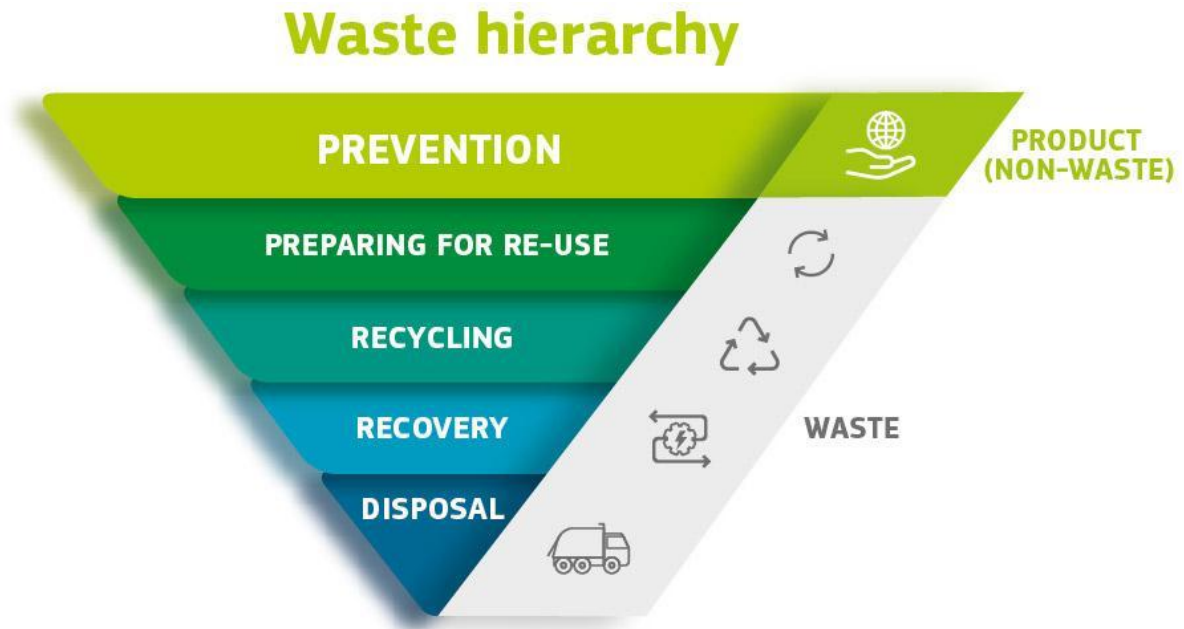 Waste hierarchy
PREVENTION
PRODUCT
(NON-WASTE)
PREPARING FOR RE-USE
RECYCLING
RECOVERY
WASTE
DISPOSAL